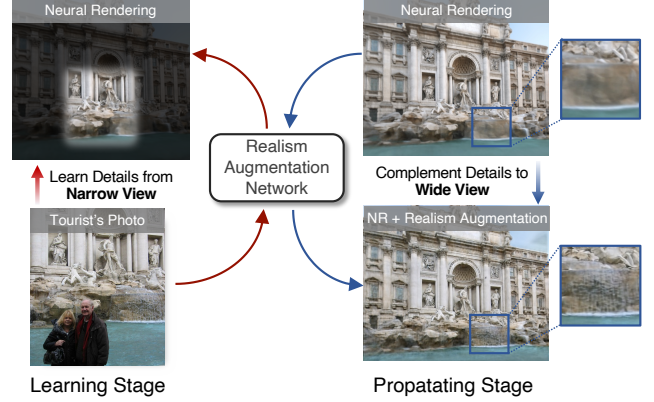 Neural Rendering
Learn Details from
Narrow View
Tourist's Photo
Learning Stage
Realism
Augmentation
Network
Neural Rendering
Complement Details to
Wide View
NR + Realism Augmentation
Propatating Stage